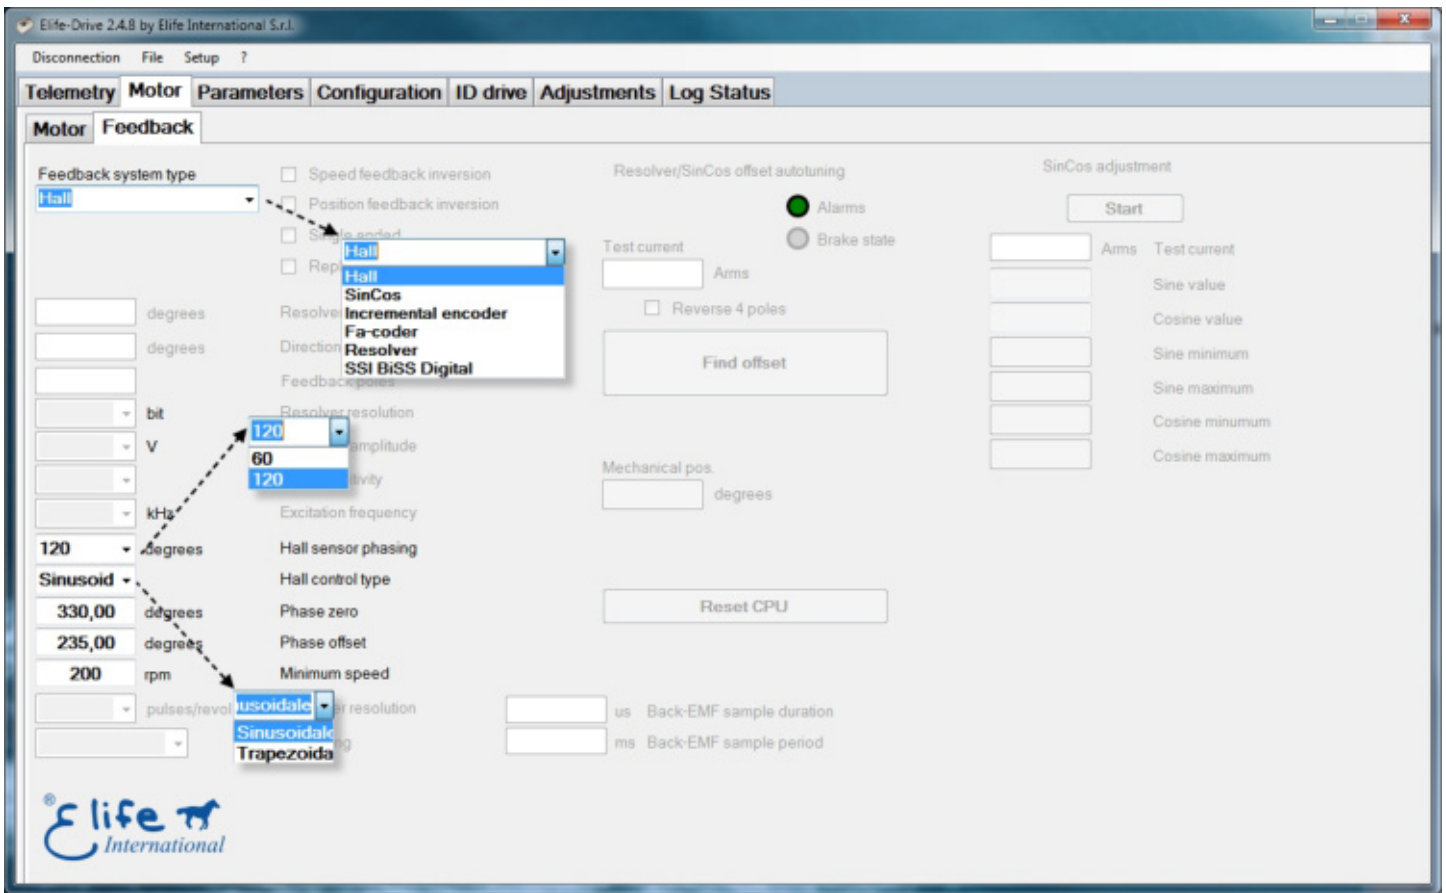 Elife-Drive 2.4.8 by Elife International S.r.l.
Disconnection File Setup ?
Telemetry Motor Parameters Configuration ID drive Adjustments Log Status
Motor Feedback
Feedback system type
Hall
Speed feedback inversion
Position feedback inversion
Single ended
Hall
Hall
SinCos
Incremental encoder
Fa-coder
Resolver
SSI BiSS Digital
degrees
degrees Direction
Feedback poles
bit Resolver resolution
V amplitude
120
60
120
kHz Excitation frequency
120 degrees Hall sensor phasing
Sinusoid Hall control type
330,00 degrees Phase zero
235,00 degrees Phase offset
200 rpm Minimum speed
pulses/revol resolution
usoidale
Sinusoidale
Trapezoida
Resolver/SinCos offset autotuning
Alarms
Brake state
Test current
Arms
Reverse 4 poles
Find offset
Mechanical pos.
degrees
Reset CPU
us Back-EMF sample duration
ms Back-EMF sample period
SinCos adjustment
Start
Arms Test current
Sine value
Cosine value
Sine minimum
Sine maximum
Cosine minumum
Cosine maximum
® Elife
International